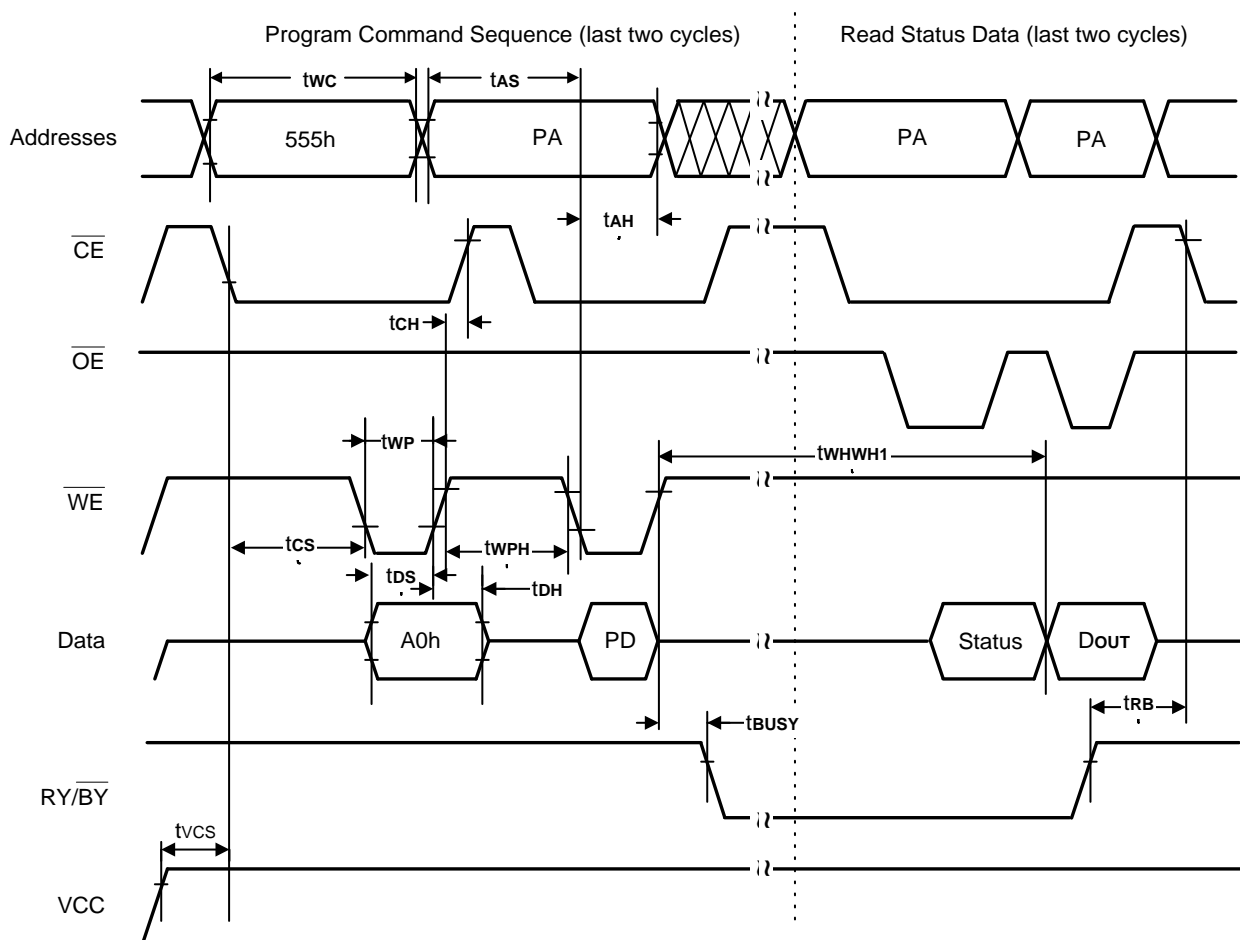 Program Command Sequence (last two cycles)
Read Status Data (last two cycles)
tWC
tAS
Addresses
555h
PA
PA
PA
tAH
CE
tCH
OE
tWP
tWHWH1
WE
tCS
tWPH
tDS
tDH
Data
A0h
PD
Status
DOUT
tRB
tBUSY
RY/BY
tVCS
VCC